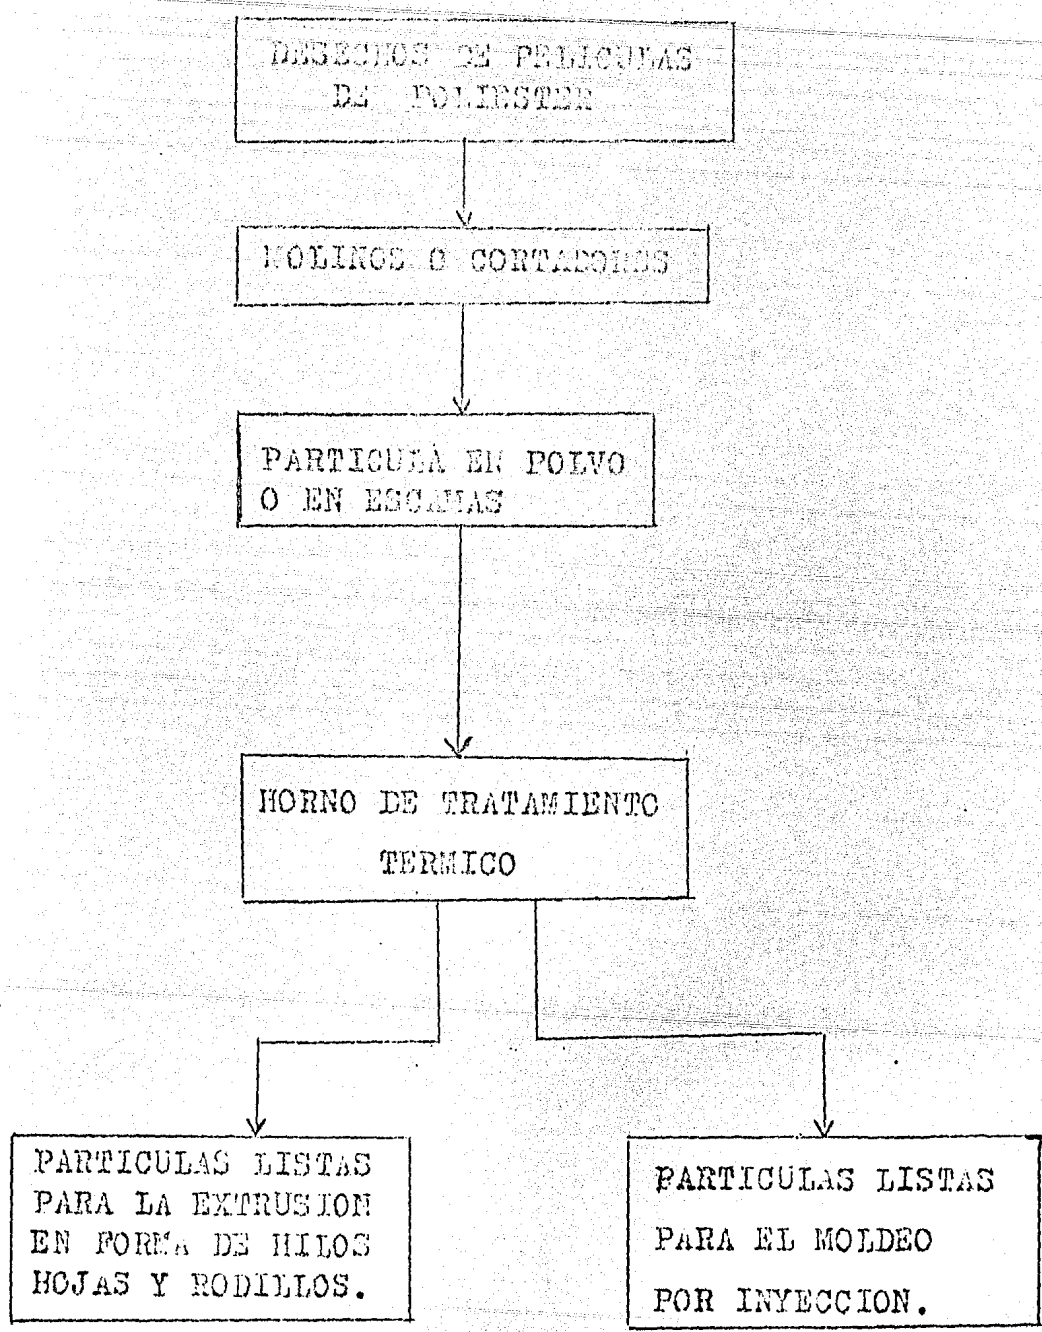 DESECHOS DE PELICULAS
DE POLIESTER
MOLINOS O CORTADORES
PARTICULA EN POLVO
O EN ESCAMAS
HORNO DE TRATAMIENTO
TERMICO
PARTICULAS LISTAS
PARA LA EXTRUSION
EN FORMA DE HILOS
HOJAS Y RODILLOS.
PARTICULAS LISTAS
PARA EL MOLDEO
POR INYECCION.